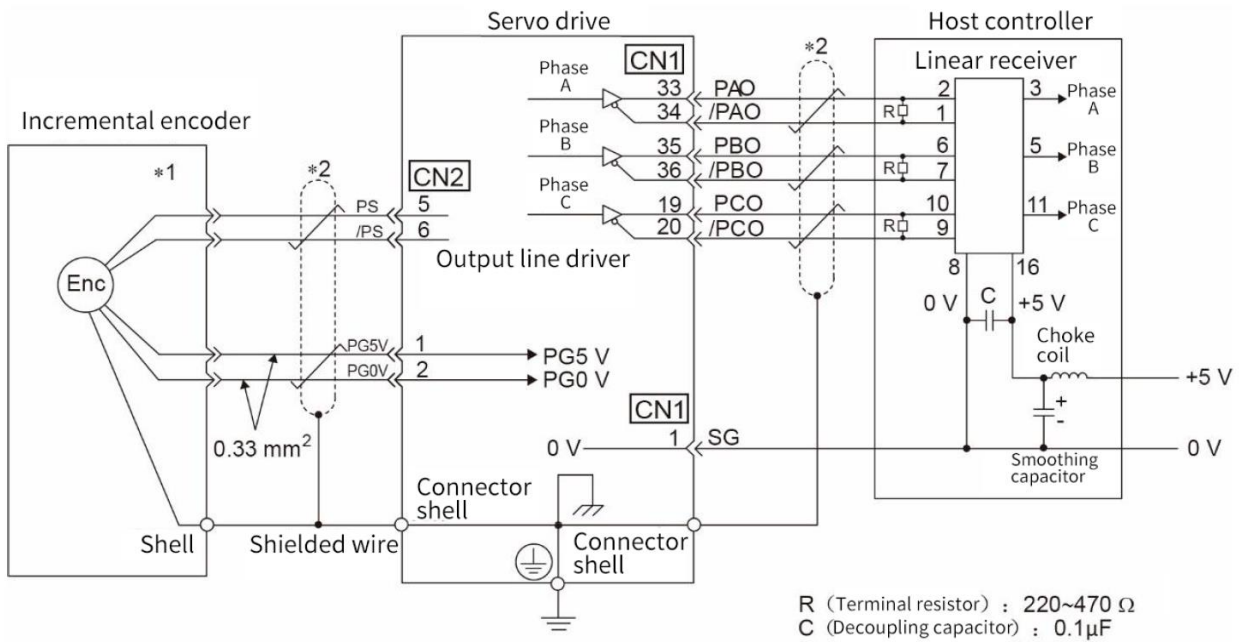 Servo drive
Host controller
Incremental encoder
*1
*2
CN2
PS 5
/PS 6
Enc
PG5V 1
PG0V 2
PG5 V
PG0 V
0.33 mm²
Phase A
Phase B
Phase C
Output line driver
CN1
33 PAO
34 /PAO
35 PBO
36 /PBO
19 PCO
20 /PCO
*2
Linear receiver
R
2
1
3 Phase A
R
6
7
5 Phase B
R
10
9
11 Phase C
8
16
0 V
C
+5 V
Choke
coil
+5 V
+
-
CN1
0 V
1 SG
0 V
Smoothing
capacitor
Connector
shell
Shell
Shielded wire
Connector
shell
R (Terminal resistor) : 220~470 Ω
C (Decoupling capacitor) : 0.1µF